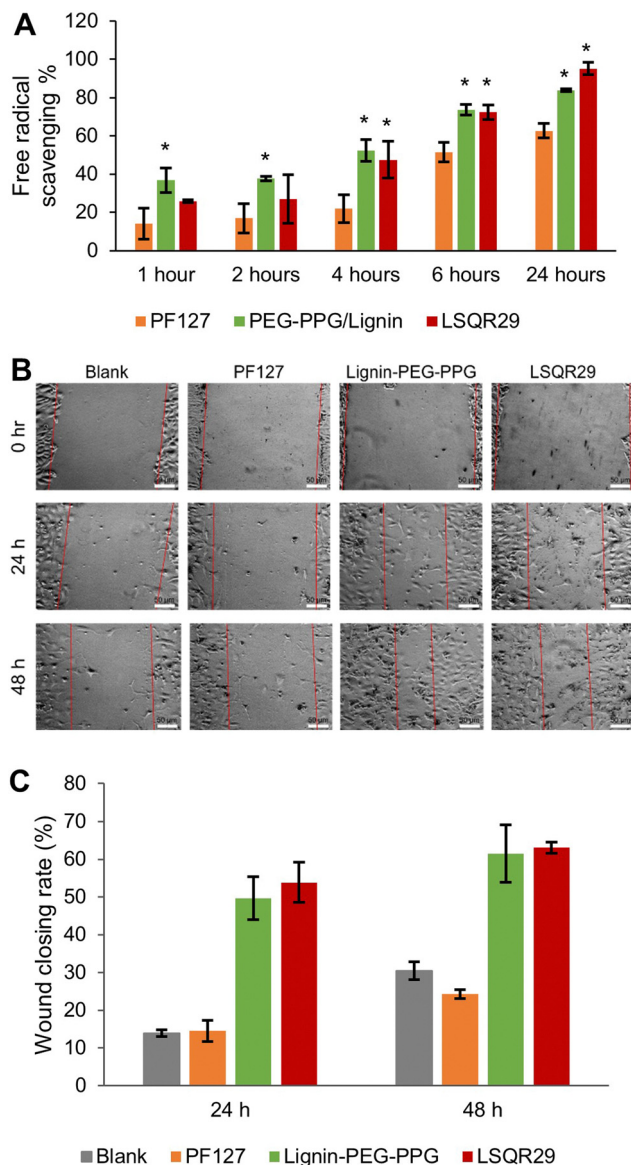 A
Free radical
scavenging %
120
100
80
60
40
20
0
*
*
* *
* *
* *
1 hour 2 hours 4 hours 6 hours 24 hours
PF127 PEG-PPG/Lignin LSQR29
B
Blank PF127 Lignin-PEG-PPG LSQR29
0 hr
50 µm 50 µm 50 µm 50 µm
24 h
50 µm 50 µm 50 µm 50 µm
48 h
50 µm 50 µm 50 µm 50 µm
C
Wound closing rate (%)
80
70
60
50
40
30
20
10
0
24 h 48 h
Blank PF127 Lignin-PEG-PPG LSQR29